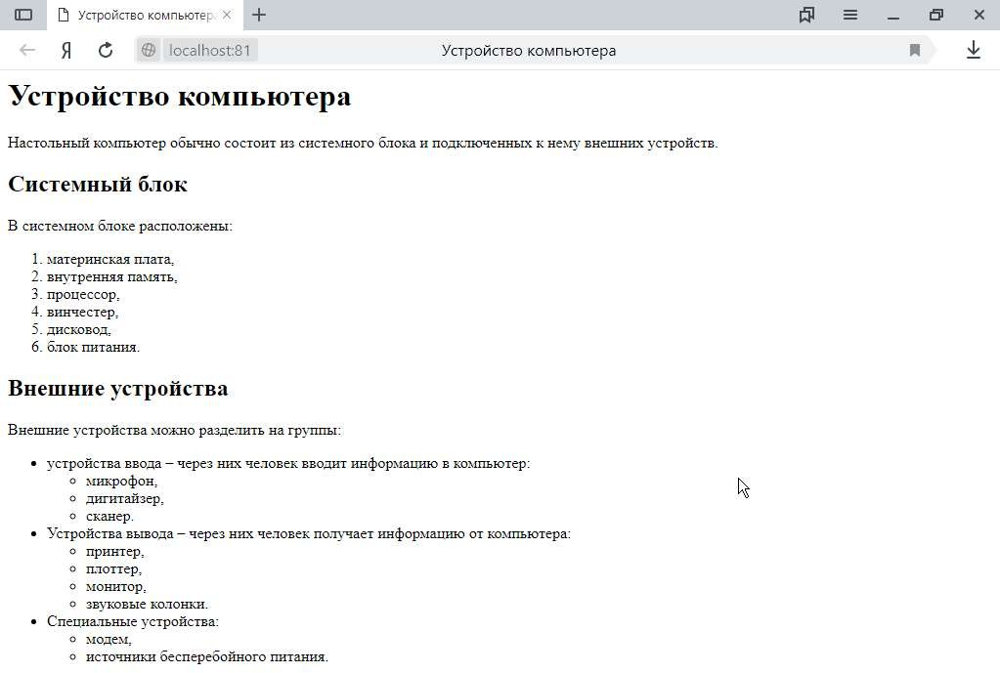 Устройство компьютера
Я
localhost:81
Устройство компьютера
Устройство компьютера
Настольный компьютер обычно состоит из системного блока и подключенных к нему внешних устройств.
Системный блок
В системном блоке расположены:
1. материнская плата,
2. внутренняя память,
3. процессор,
4. винчестер,
5. дисковод,
6. блок питания.
Внешние устройства
Внешние устройства можно разделить на группы:
устройства ввода – через них человек вводит информацию в компьютер:
микрофон,
дигитайзер,
сканер.
Устройства вывода – через них человек получает информацию от компьютера:
принтер,
плоттер,
монитор,
звуковые колонки.
Специальные устройства:
модем,
источники бесперебойного питания.